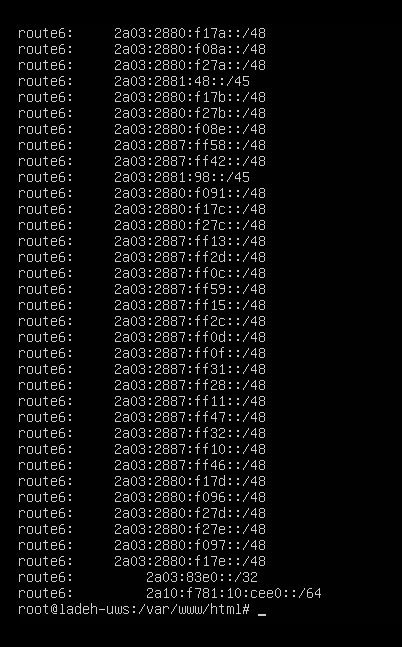 route6:     2a03:2880:f17a::/48
route6:     2a03:2880:f08a::/48
route6:     2a03:2880:f27a::/48
route6:     2a03:2881:48::/45
route6:     2a03:2880:f17b::/48
route6:     2a03:2880:f27b::/48
route6:     2a03:2880:f08e::/48
route6:     2a03:2887:ff58::/48
route6:     2a03:2887:ff42::/48
route6:     2a03:2881:98::/45
route6:     2a03:2880:f091::/48
route6:     2a03:2880:f17c::/48
route6:     2a03:2880:f27c::/48
route6:     2a03:2887:ff13::/48
route6:     2a03:2887:ff2d::/48
route6:     2a03:2887:ff0c::/48
route6:     2a03:2887:ff59::/48
route6:     2a03:2887:ff15::/48
route6:     2a03:2887:ff2c::/48
route6:     2a03:2887:ff0d::/48
route6:     2a03:2887:ff0f::/48
route6:     2a03:2887:ff31::/48
route6:     2a03:2887:ff28::/48
route6:     2a03:2887:ff11::/48
route6:     2a03:2887:ff47::/48
route6:     2a03:2887:ff32::/48
route6:     2a03:2887:ff10::/48
route6:     2a03:2887:ff46::/48
route6:     2a03:2880:f17d::/48
route6:     2a03:2880:f096::/48
route6:     2a03:2880:f27d::/48
route6:     2a03:2880:f27e::/48
route6:     2a03:2880:f097::/48
route6:     2a03:2880:f17e::/48
route6:         2a03:83e0::/32
route6:         2a10:f781:10:cee0::/64
root@ladeh-uws:/var/www/html# _